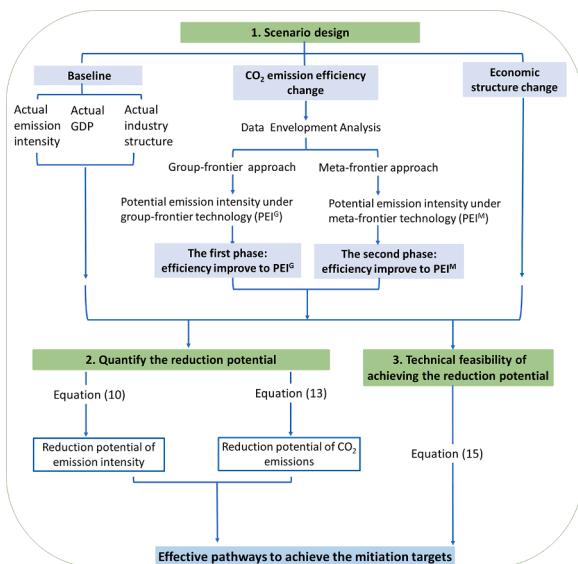 1. Scenario design
Baseline
CO₂ emission efficiency
change
Economic
structure change
Actual
emission
intensity
Actual
GDP
Actual
industry
structure
Data Envelopment Analysis
Group-frontier approach
Meta-frontier approach
Potential emission intensity under
group-frontier technology (PEIᴳ)
Potential emission intensity under
meta-frontier technology (PEIᴹ)
The first phase:
efficiency improve to PEIᴳ
The second phase:
efficiency improve to PEIᴹ
2. Quantify the reduction potential
3. Technical feasibility of
achieving the reduction potential
Equation (10)
Equation (13)
Reduction potential of
emission intensity
Reduction potential of CO₂
emissions
Equation (15)
Effective pathways to achieve the mitiation targets